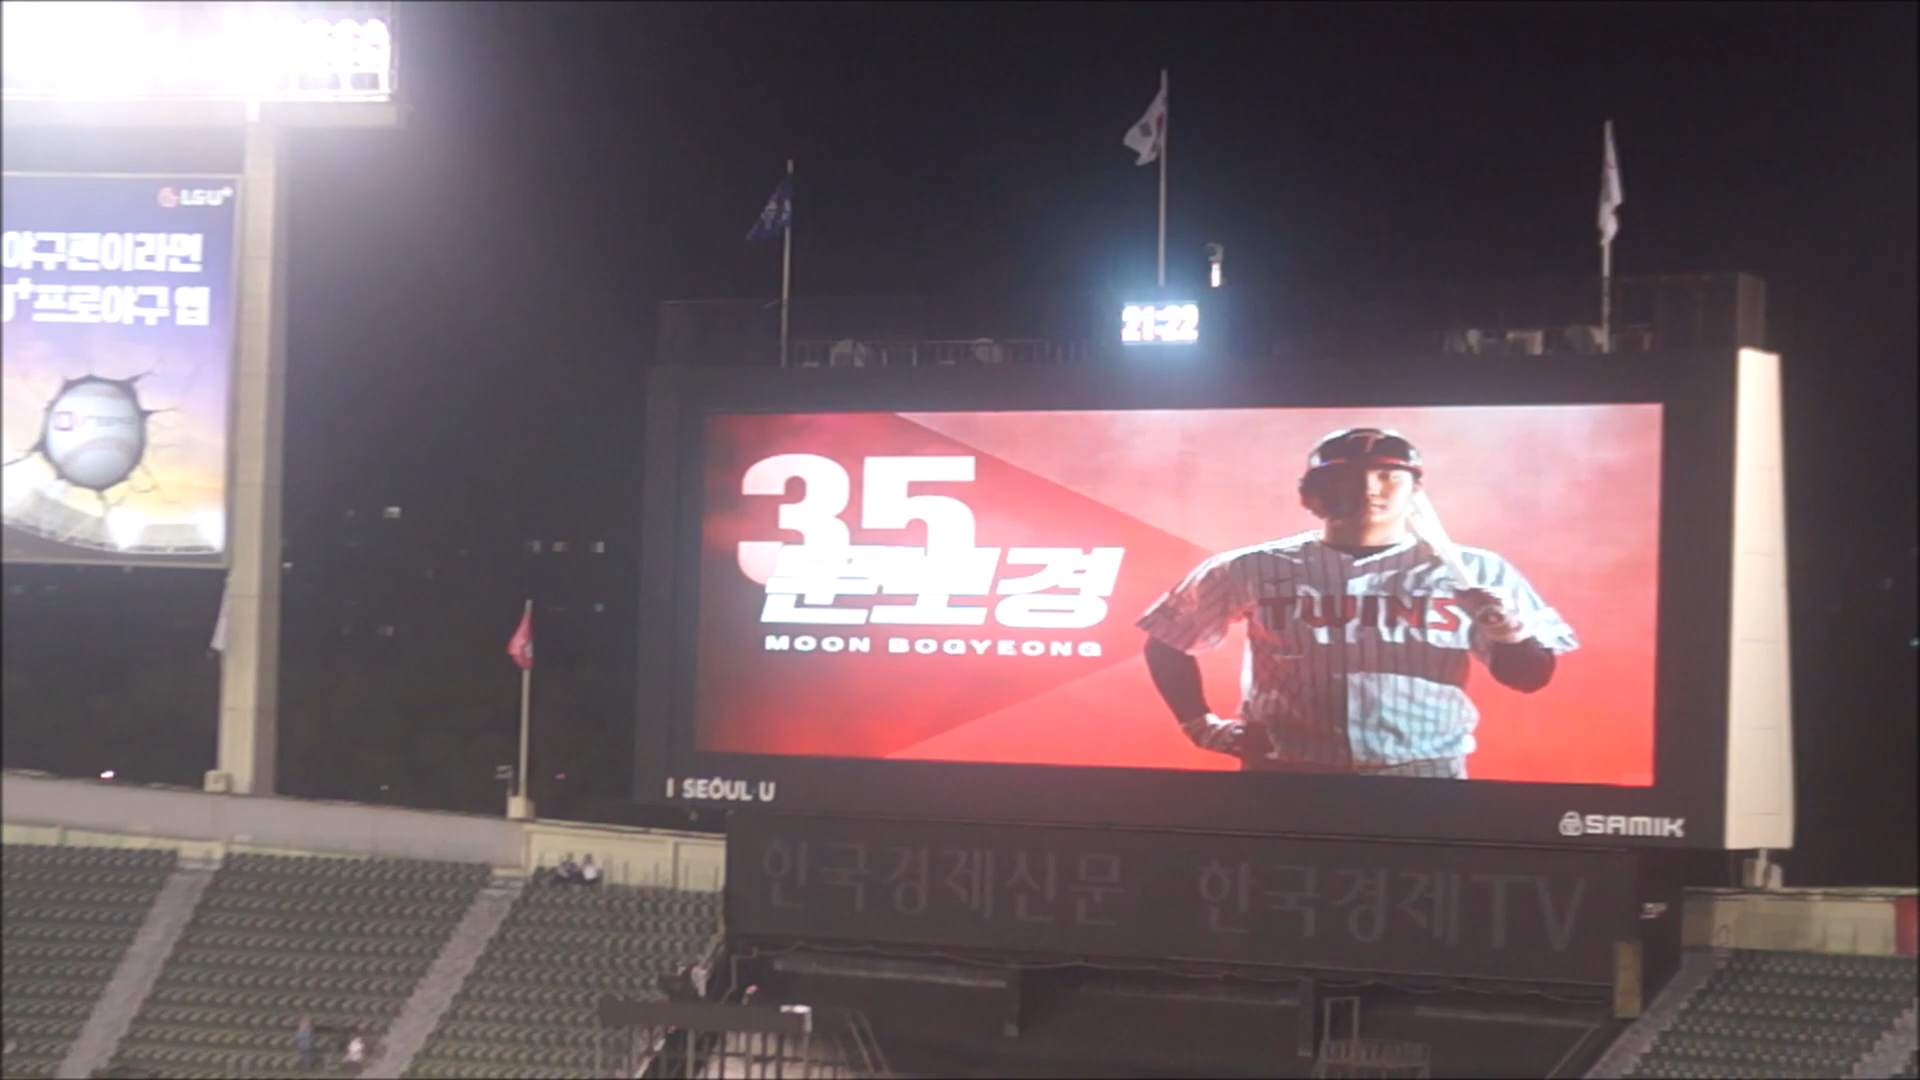 LGU+
야구팬이라면
U+프로야구 앱
21:22
35
문보경
MOON BOGYEONG
TWINS
I SEOUL U
SAMIK
한국경제신문 한국경제TV